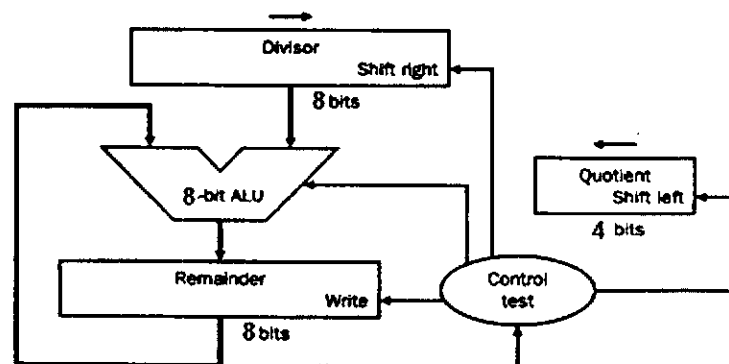 Divisor
Shift right
8 bits
8-bit ALU
Quotient
Shift left
4 bits
Remainder
Write
8 bits
Control
test